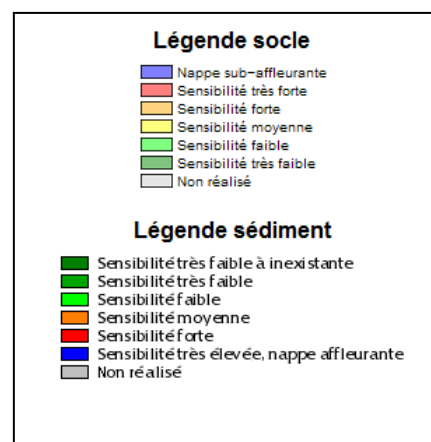 Légende socle
Nappe sub-affleurante
Sensibilité très forte
Sensibilité forte
Sensibilité moyenne
Sensibilité faible
Sensibilité très faible
Non réalisé
Légende sédiment
Sensibilité très faible à inexistante
Sensibilité très faible
Sensibilité faible
Sensibilité moyenne
Sensibilité forte
Sensibilité très élevée, nappe affleurante
Non réalisé